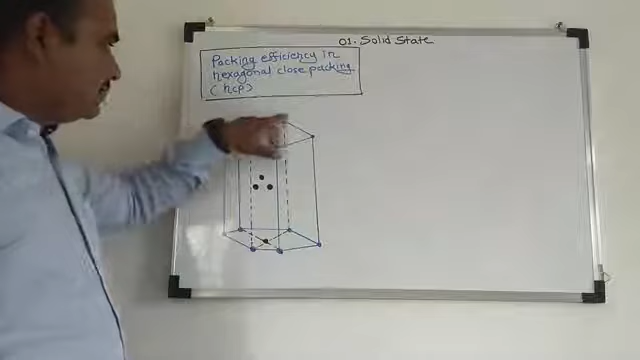 01. Solid State
Packing efficiency in
hexagonal close packing
(hcp)